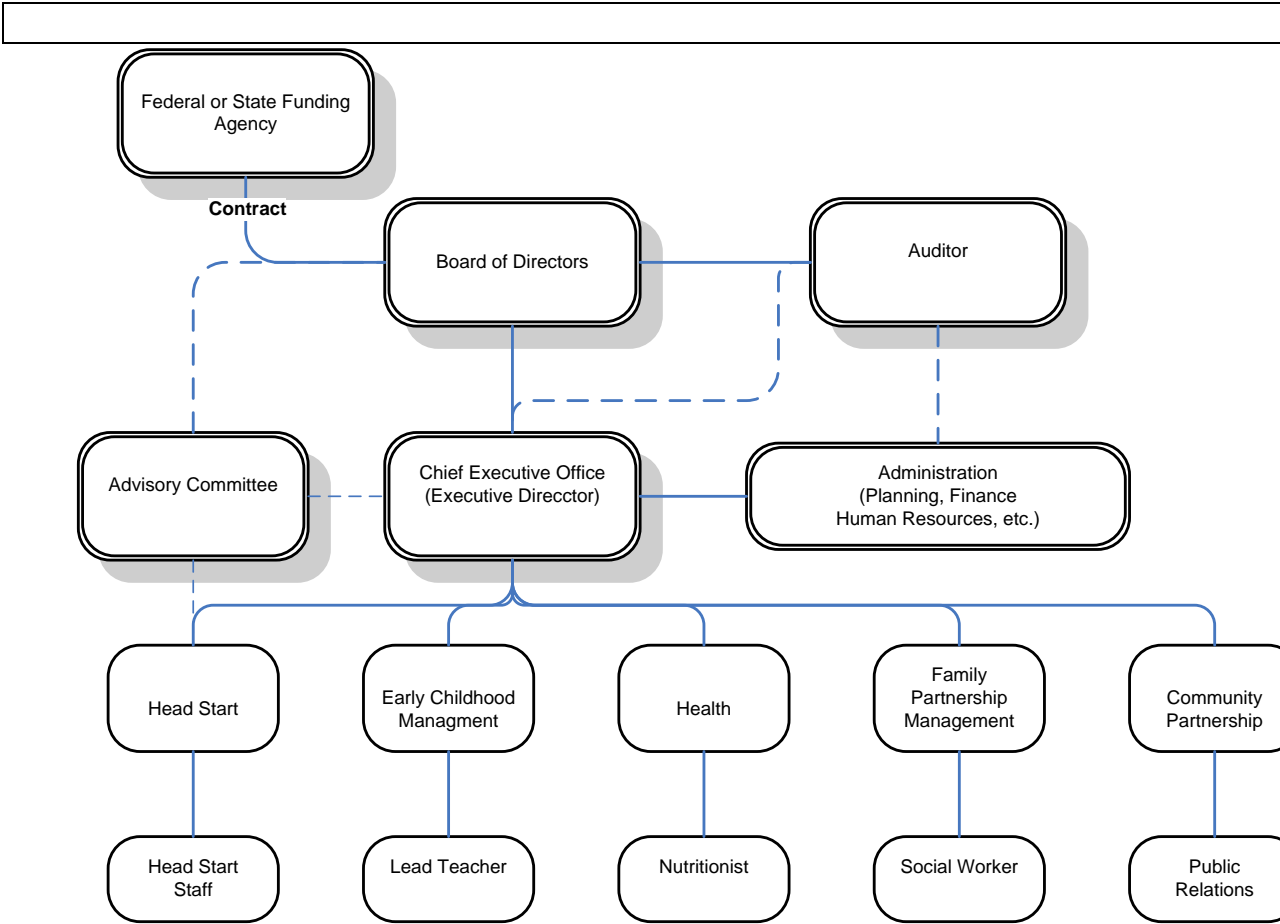 Federal or State Funding
Agency
Contract
Board of Directors
Auditor
Advisory Committee
Chief Executive Office
(Executive Direcctor)
Administration
(Planning, Finance
Human Resources, etc.)
Head Start
Early Childhood
Managment
Health
Family
Partnership
Management
Community
Partnership
Head Start
Staff
Lead Teacher
Nutritionist
Social Worker
Public
Relations